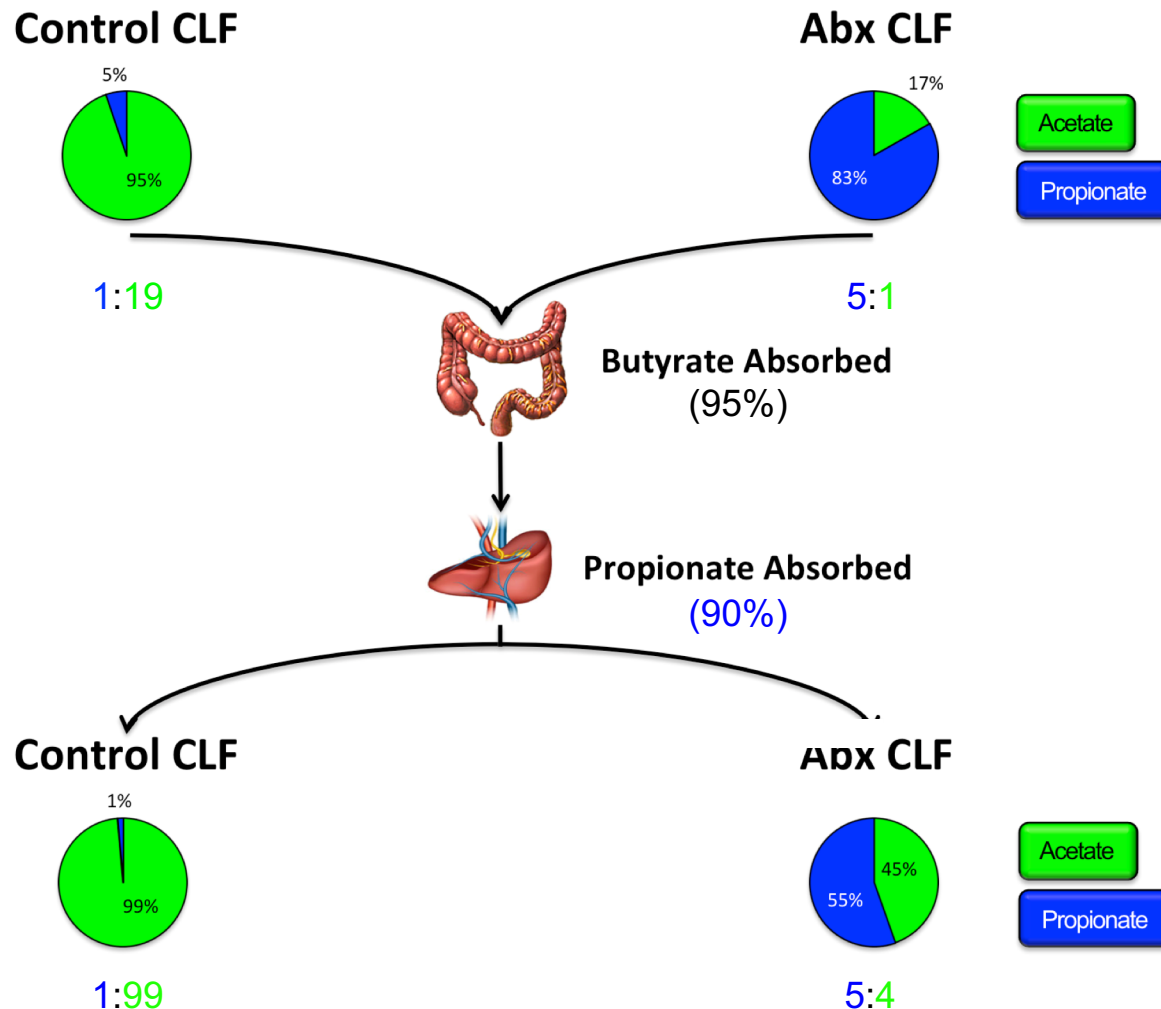 Control CLF
Abx CLF
5%
95%
17%
83%
Acetate
Propionate
1:19
5:1
Butyrate Absorbed
(95%)
Propionate Absorbed
(90%)
Control CLF
Abx CLF
1%
99%
45%
55%
Acetate
Propionate
1:99
5:4